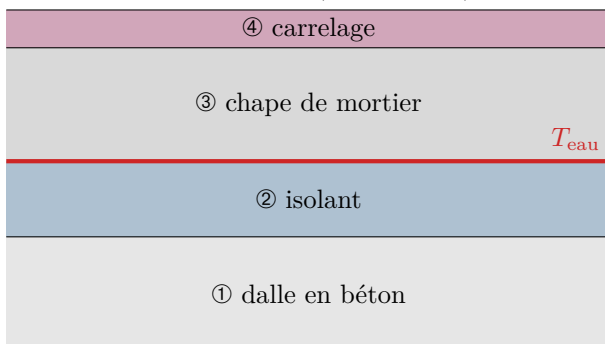 ④ carrelage
③ chape de mortier
T_eau
② isolant
① dalle en béton